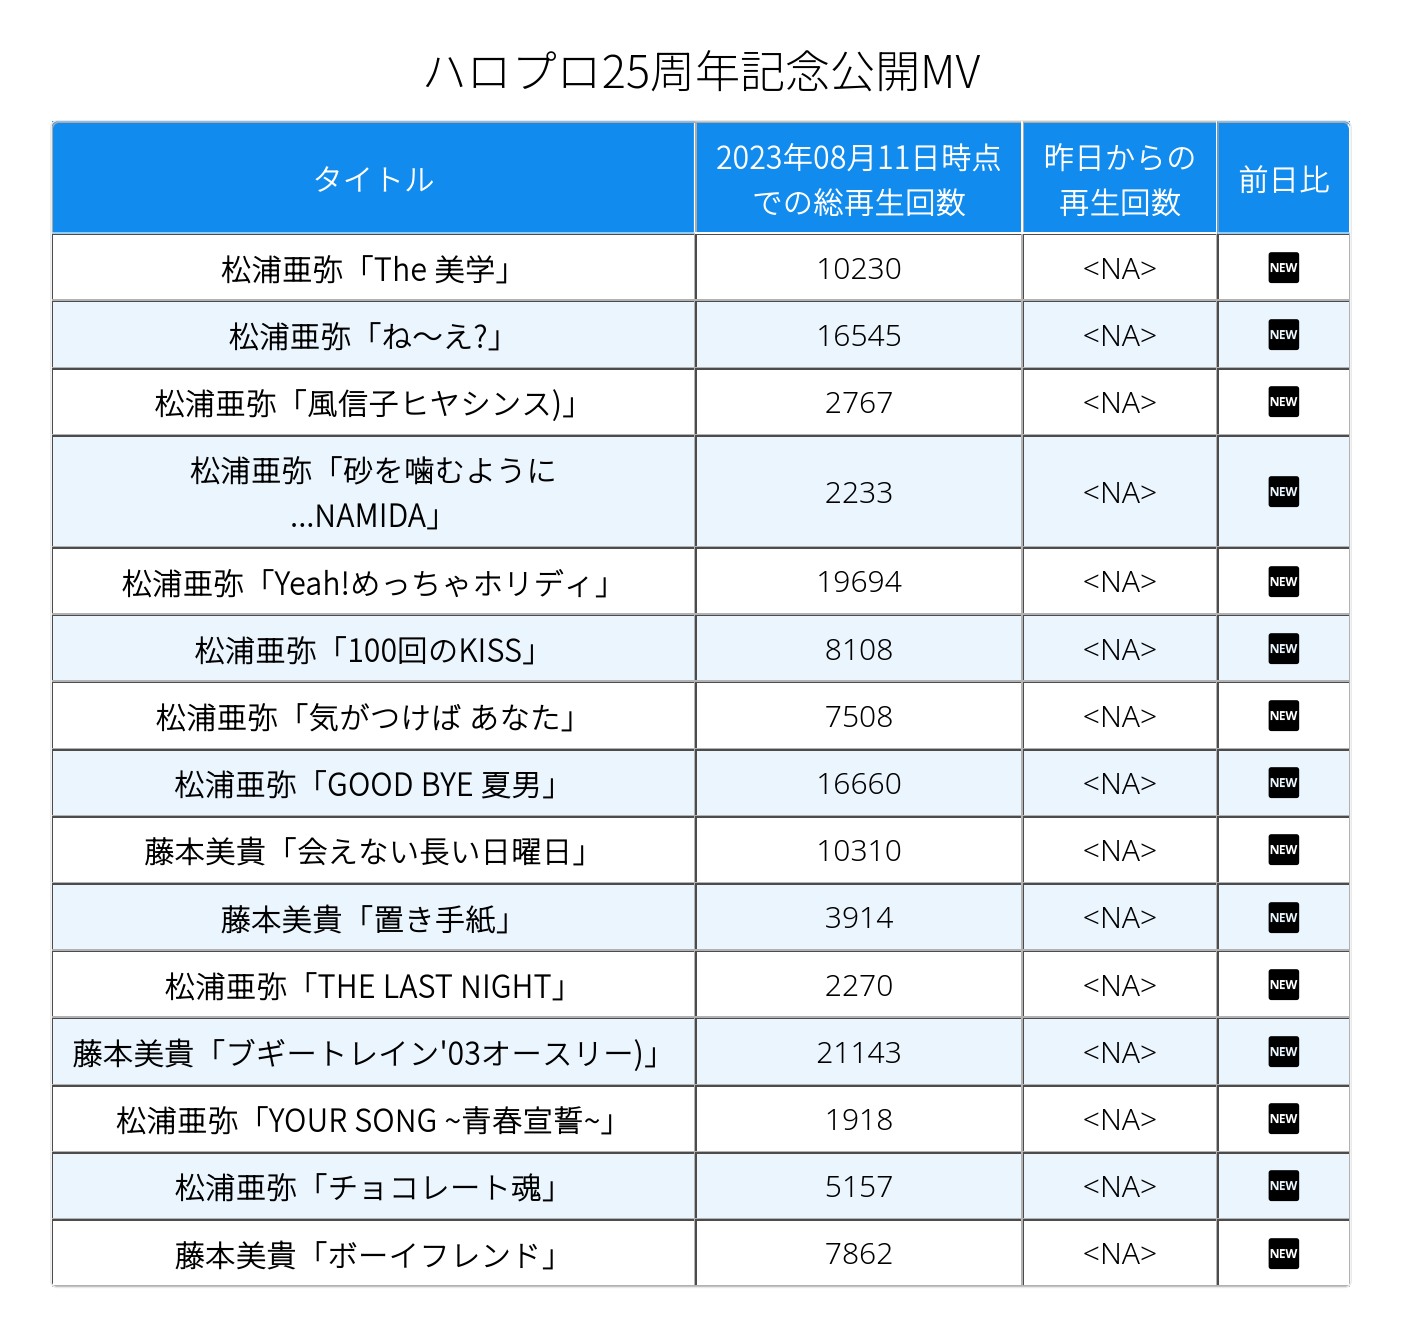 ハロプロ25周年記念公開MV
タイトル
2023年08月11日時点
での総再生回数
昨日からの
再生回数
前日比
松浦亜弥「The 美学」 10230 <NA> NEW
松浦亜弥「ね〜え?」 16545 <NA> NEW
松浦亜弥「風信子ヒヤシンス)」 2767 <NA> NEW
松浦亜弥「砂を噛むように
...NAMIDA」 2233 <NA> NEW
松浦亜弥「Yeah!めっちゃホリディ」 19694 <NA> NEW
松浦亜弥「100回のKISS」 8108 <NA> NEW
松浦亜弥「気がつけば あなた」 7508 <NA> NEW
松浦亜弥「GOOD BYE 夏男」 16660 <NA> NEW
藤本美貴「会えない長い日曜日」 10310 <NA> NEW
藤本美貴「置き手紙」 3914 <NA> NEW
松浦亜弥「THE LAST NIGHT」 2270 <NA> NEW
藤本美貴「ブギートレイン'03オースリー)」 21143 <NA> NEW
松浦亜弥「YOUR SONG ~青春宣誓~」 1918 <NA> NEW
松浦亜弥「チョコレート魂」 5157 <NA> NEW
藤本美貴「ボーイフレンド」 7862 <NA> NEW